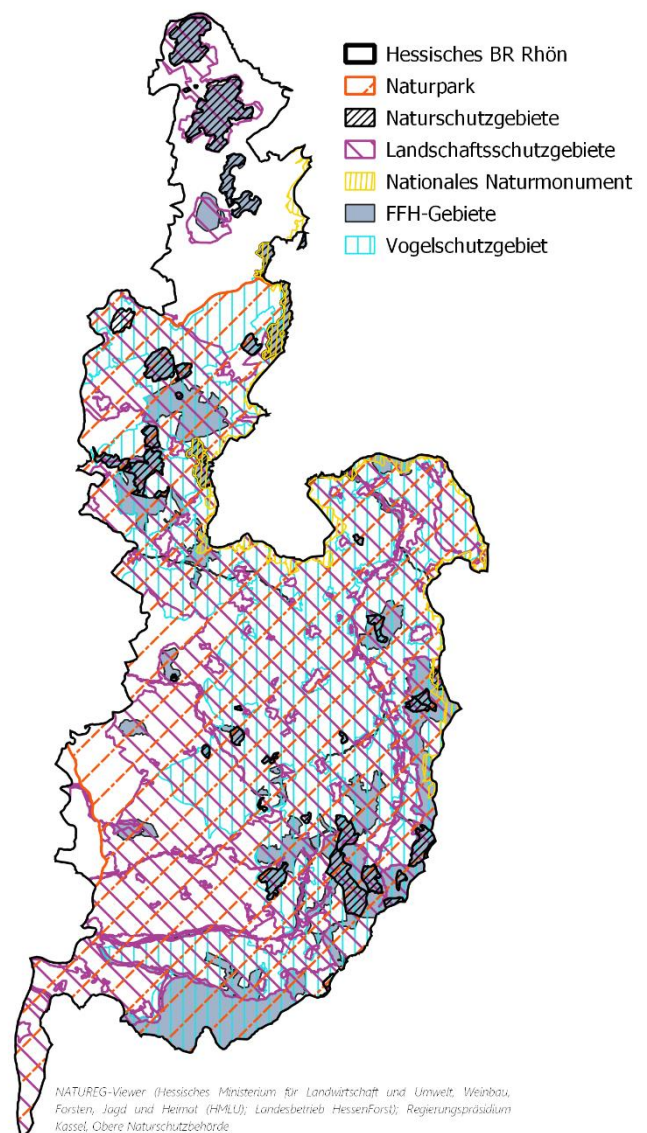 Hessisches BR Rhön
Naturpark
Naturschutzgebiete
Landschaftsschutzgebiete
Nationales Naturmonument
FFH-Gebiete
Vogelschutzgebiet
NATUREG-Viewer (Hessisches Ministerium für Landwirtschaft und Umwelt, Weinbau,
Forsten, Jagd und Heimat (HMLU); Landesbetrieb HessenForst); Regierungspräsidium
Kassel, Obere Naturschutzbehörde